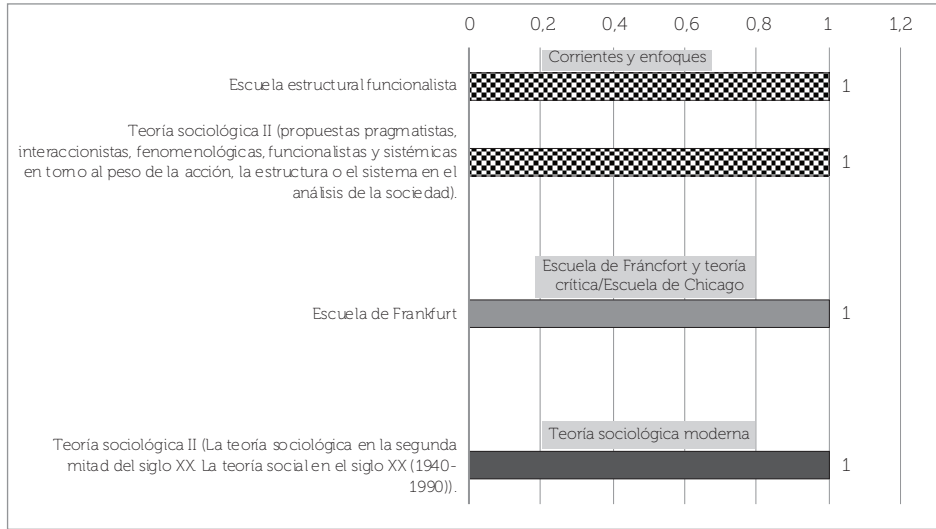 0 0,2 0,4 0,6 0,8 1 1,2
Corrientes y enfoques
Escuela estructural funcionalista
1
Teoría sociológica II (propuestas pragmatistas,
interaccionistas, fenomenológicas, funcionalistas y sistémicas
en torno al peso de la acción, la estructura o el sistema en el
análisis de la sociedad).
1
Escuela de Fráncfort y teoría
crítica/Escuela de Chicago
Escuela de Frankfurt
1
Teoría sociológica moderna
Teoría sociológica II (La teoría sociológica en la segunda
mitad del siglo XX. La teoría social en el siglo XX (1940-
1990)).
1